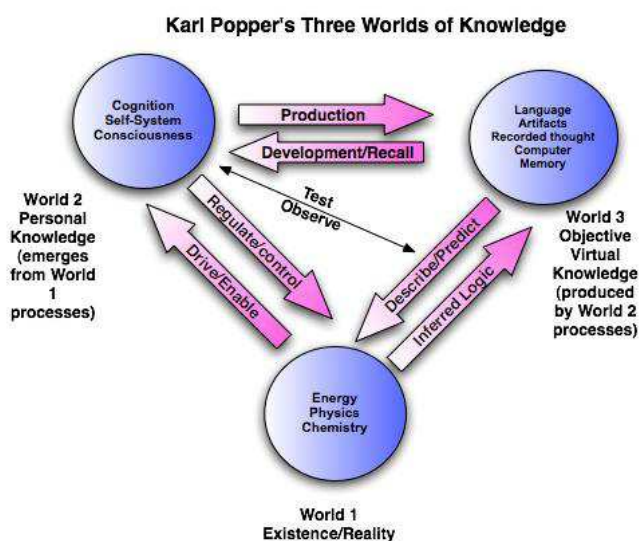 Karl Popper's Three Worlds of Knowledge
Cognition
Self-System
Consciousness
Production
Development/Recall
Language
Artifacts
Recorded thought
Computer
Memory
Test
Observe
World 2
Personal
Knowledge
(emerges
from World
1
processes)
Regulate/control
Drive/Enable
Describe/Predict
Inferred Logic
World 3
Objective
Virtual
Knowledge
(produced
by World 2
processes)
Energy
Physics
Chemistry
World 1
Existence/Reality